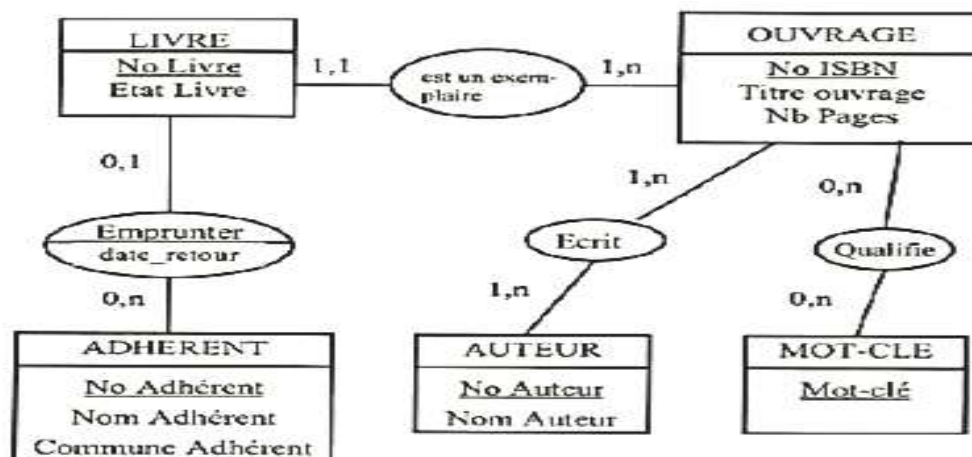 LIVRE
No Livre
Etat Livre
1,1
est un exem-
plaire
1,n
OUVRAGE
No ISBN
Titre ouvrage
Nb Pages
0,1
1,n
0,n
Emprunter
date_retour
Ecrit
Qualifie
0,n
1,n
0,n
ADHERENT
No Adhérent
Nom Adhérent
Commune Adhérent
AUTEUR
No Auteur
Nom Auteur
MOT-CLE
Mot-clé